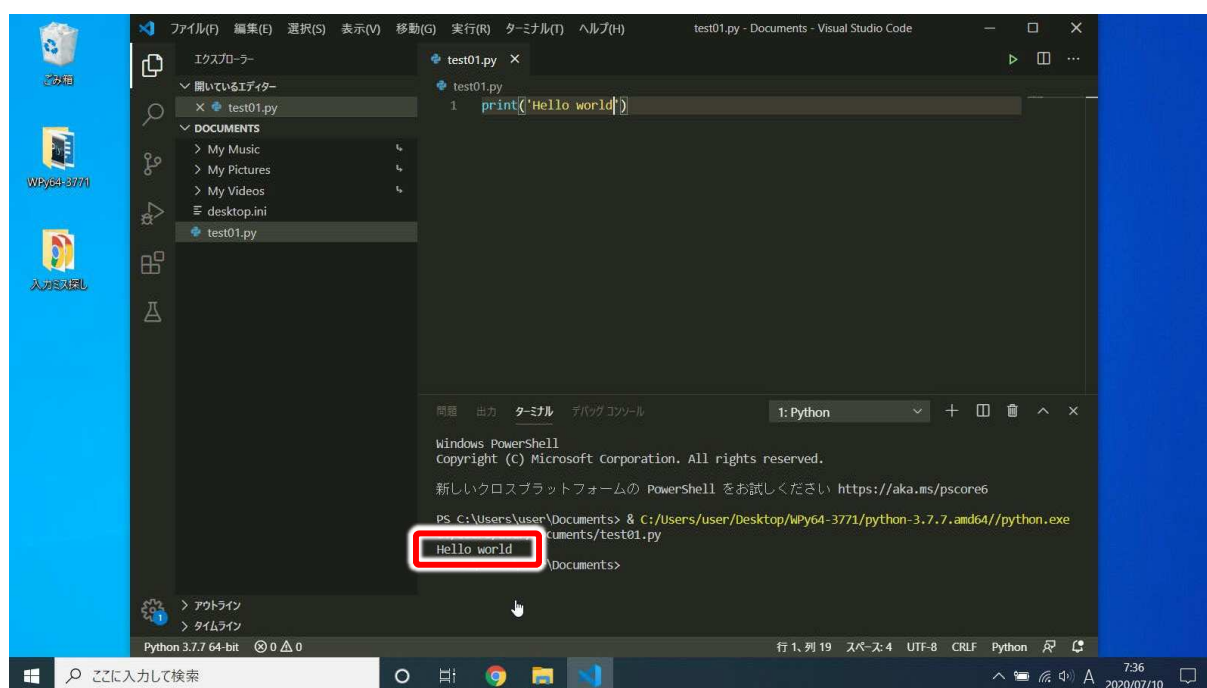 ごみ箱
WPy64-3771
入力ミス探し
ファイル(F) 編集(E) 選択(S) 表示(V) 移動(G) 実行(R) ターミナル(T) ヘルプ(H)
test01.py - Documents - Visual Studio Code
エクスプローラー
開いているエディター
test01.py
DOCUMENTS
My Music
My Pictures
My Videos
desktop.ini
test01.py
アウトライン
タイムライン
test01.py
test01.py
1 print('Hello world')
問題 出力 ターミナル デバッグ コンソール
1: Python
Windows PowerShell
Copyright (C) Microsoft Corporation. All rights reserved.
新しいクロスプラットフォームの PowerShell をお試しください https://aka.ms/pscore6
PS C:\Users\user\Documents> & C:/Users/user/Desktop/WPy64-3771/python-3.7.7.amd64//python.exe
cuments/test01.py
Hello world
\Documents>
1
Python 3.7.7 64-bit 0 0
行 1、列 19 スペース: 4 UTF-8 CRLF Python
ここに入力して検索
A
7:36
2020/07/10